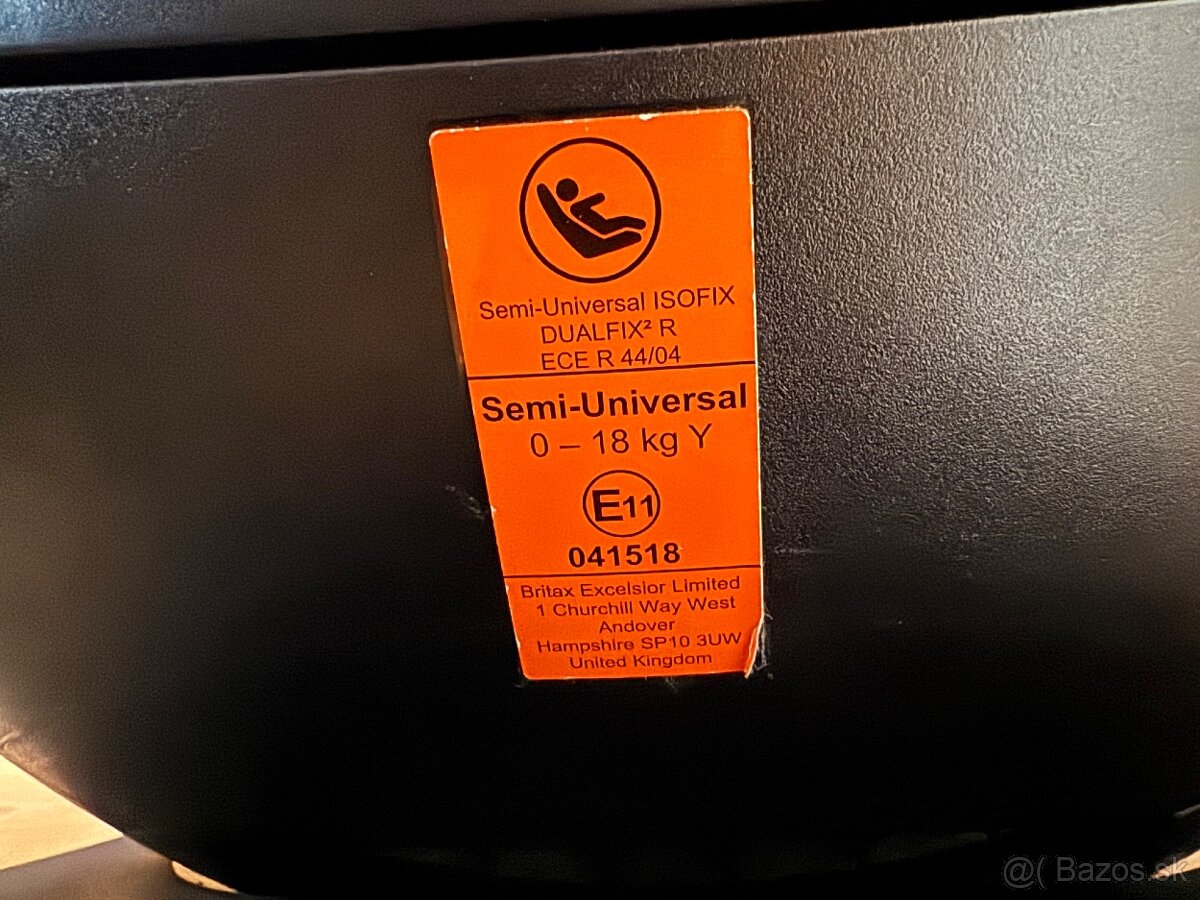 Semi-Universal ISOFIX
DUALFIX² R
ECE R 44/04
Semi-Universal
0 – 18 kg Y
E11
041518
Britax Excelsior Limited
1 Churchill Way West
Andover
Hampshire SP10 3UW
United Kingdom
@( Bazos.sk